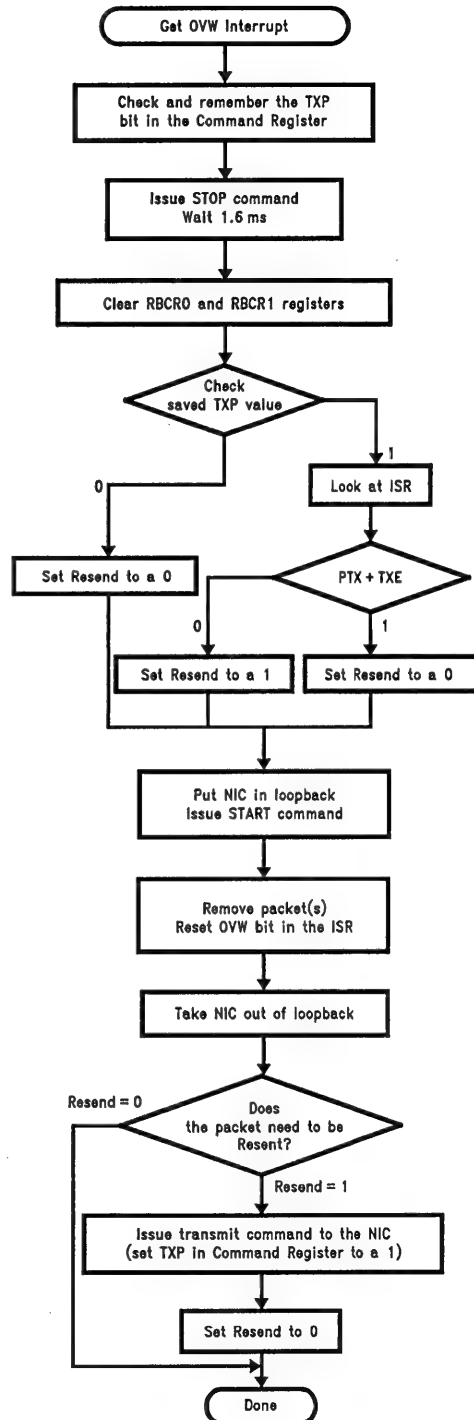 Get OVW Interrupt
Check and remember the TXP
bit in the Command Register
Issue STOP command
Wait 1.6 ms
Clear RBCR0 and RBCR1 registers
Check
saved TXP value
0
1
Look at ISR
Set Resend to a 0
PTX + TXE
0
1
Set Resend to a 1
Set Resend to a 0
Put NIC in loopback
Issue START command
Remove packet(s)
Reset OVW bit in the ISR
Take NIC out of loopback
Resend = 0
Does
the packet need to be
Resent?
Resend = 1
Issue transmit command to the NIC
(set TXP in Command Register to a 1)
Set Resend to 0
Done